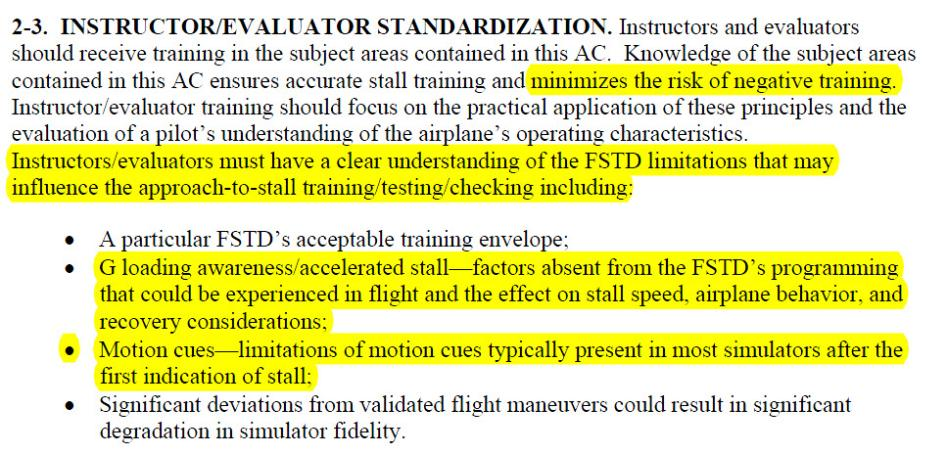 2-3. INSTRUCTOR/EVALUATOR STANDARDIZATION. Instructors and evaluators
should receive training in the subject areas contained in this AC. Knowledge of the subject areas
contained in this AC ensures accurate stall training and minimizes the risk of negative training.
Instructor/evaluator training should focus on the practical application of these principles and the
evaluation of a pilot's understanding of the airplane's operating characteristics.
Instructors/evaluators must have a clear understanding of the FSTD limitations that may
influence the approach-to-stall training/testing/checking including:
• A particular FSTD's acceptable training envelope;
• G loading awareness/accelerated stall—factors absent from the FSTD's programming
that could be experienced in flight and the effect on stall speed, airplane behavior, and
recovery considerations;
• Motion cues—limitations of motion cues typically present in most simulators after the
first indication of stall;
• Significant deviations from validated flight maneuvers could result in significant
degradation in simulator fidelity.